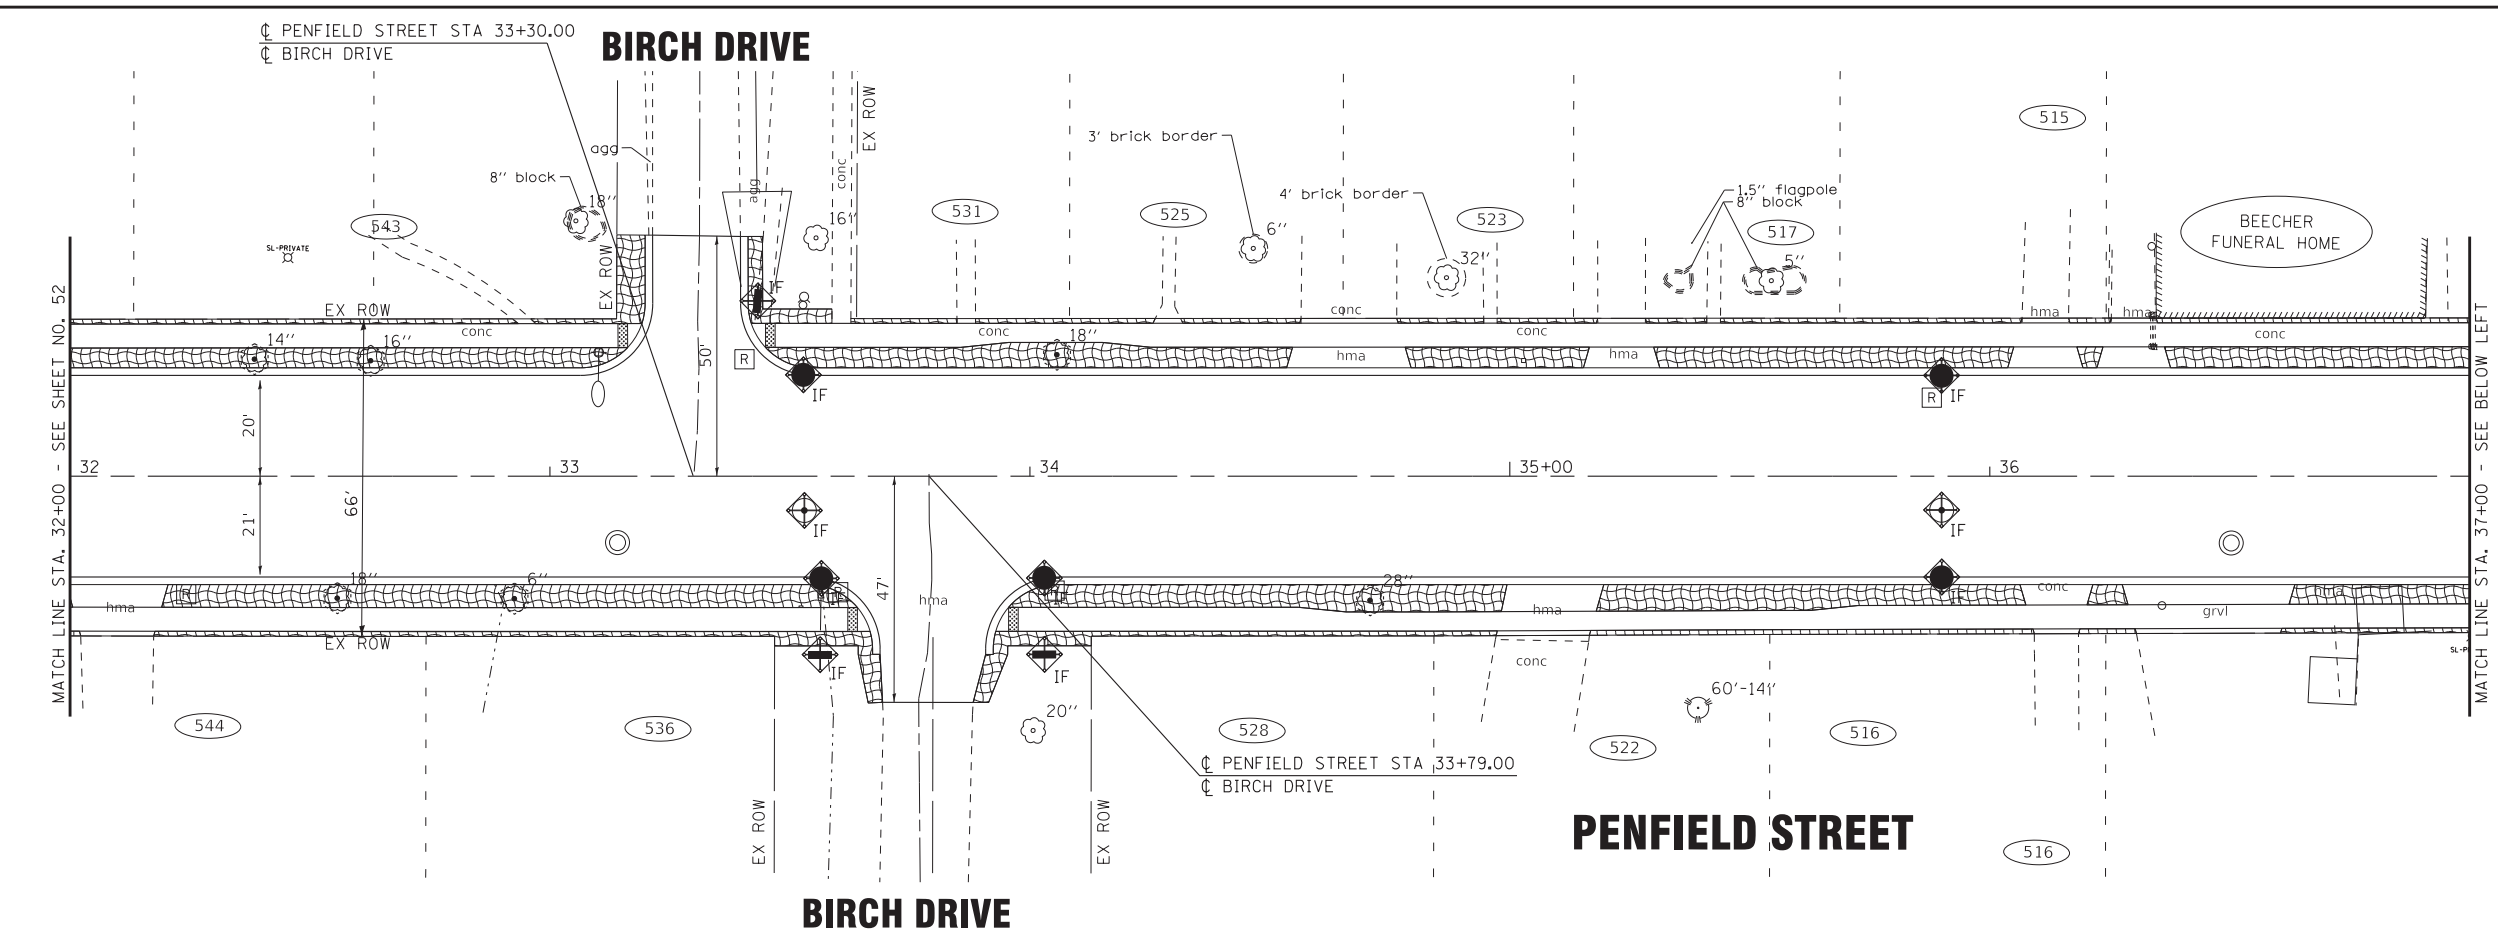 ℄ PENFIELD STREET STA 33+30.00
℄ BIRCH DRIVE
BIRCH DRIVE
EX ROW
515
agg
3' brick border
8'' block
conc
agg
4' brick border
1.5'' flagpole
8'' block
18''
543
16''
531
525
6''
523
517
BEECHER
FUNERAL HOME
SL-PRIVATE
EX ROW
32''
5''
IF
MATCH LINE STA. 32+00 - SEE SHEET NO. 52
EX ROW
conc
hma
hma
14''
16''
conc
conc
18''
conc
conc
R
50'
hma
hma
IF
R
IF
20'
MATCH LINE STA. 37+00 - SEE BELOW LEFT
32
33
34
35+00
36
66'
21'
IF
IF
18''
6''
R
R
IF
47'
hma
IF
28''
IF
conc
hma
hma
hma
grvl
EX ROW
IF
IF
conc
SL-P
544
536
20''
528
60'-14''
522
516
℄ PENFIELD STREET STA 33+79.00
℄ BIRCH DRIVE
EX ROW
EX ROW
PENFIELD STREET
516
BIRCH DRIVE